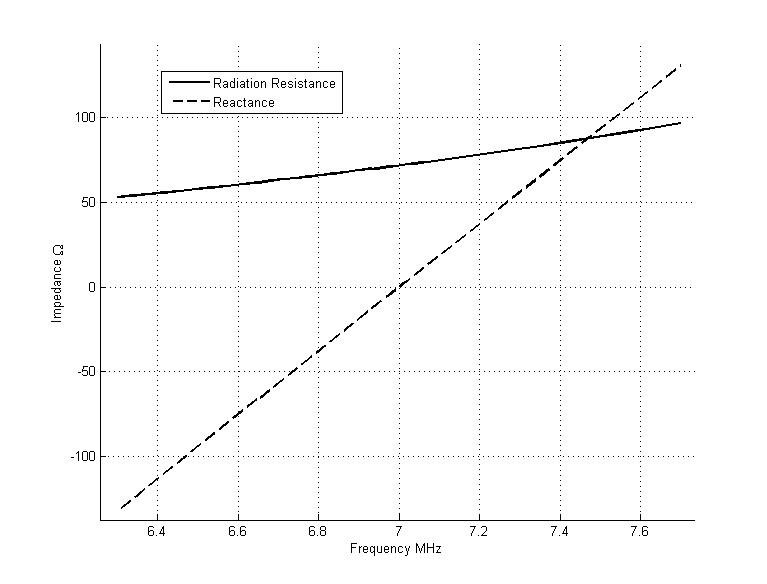 Radiation Resistance
Reactance
100
50
0
-50
-100
Impedance Ω
6.4 6.6 6.8 7 7.2 7.4 7.6
Frequency MHz